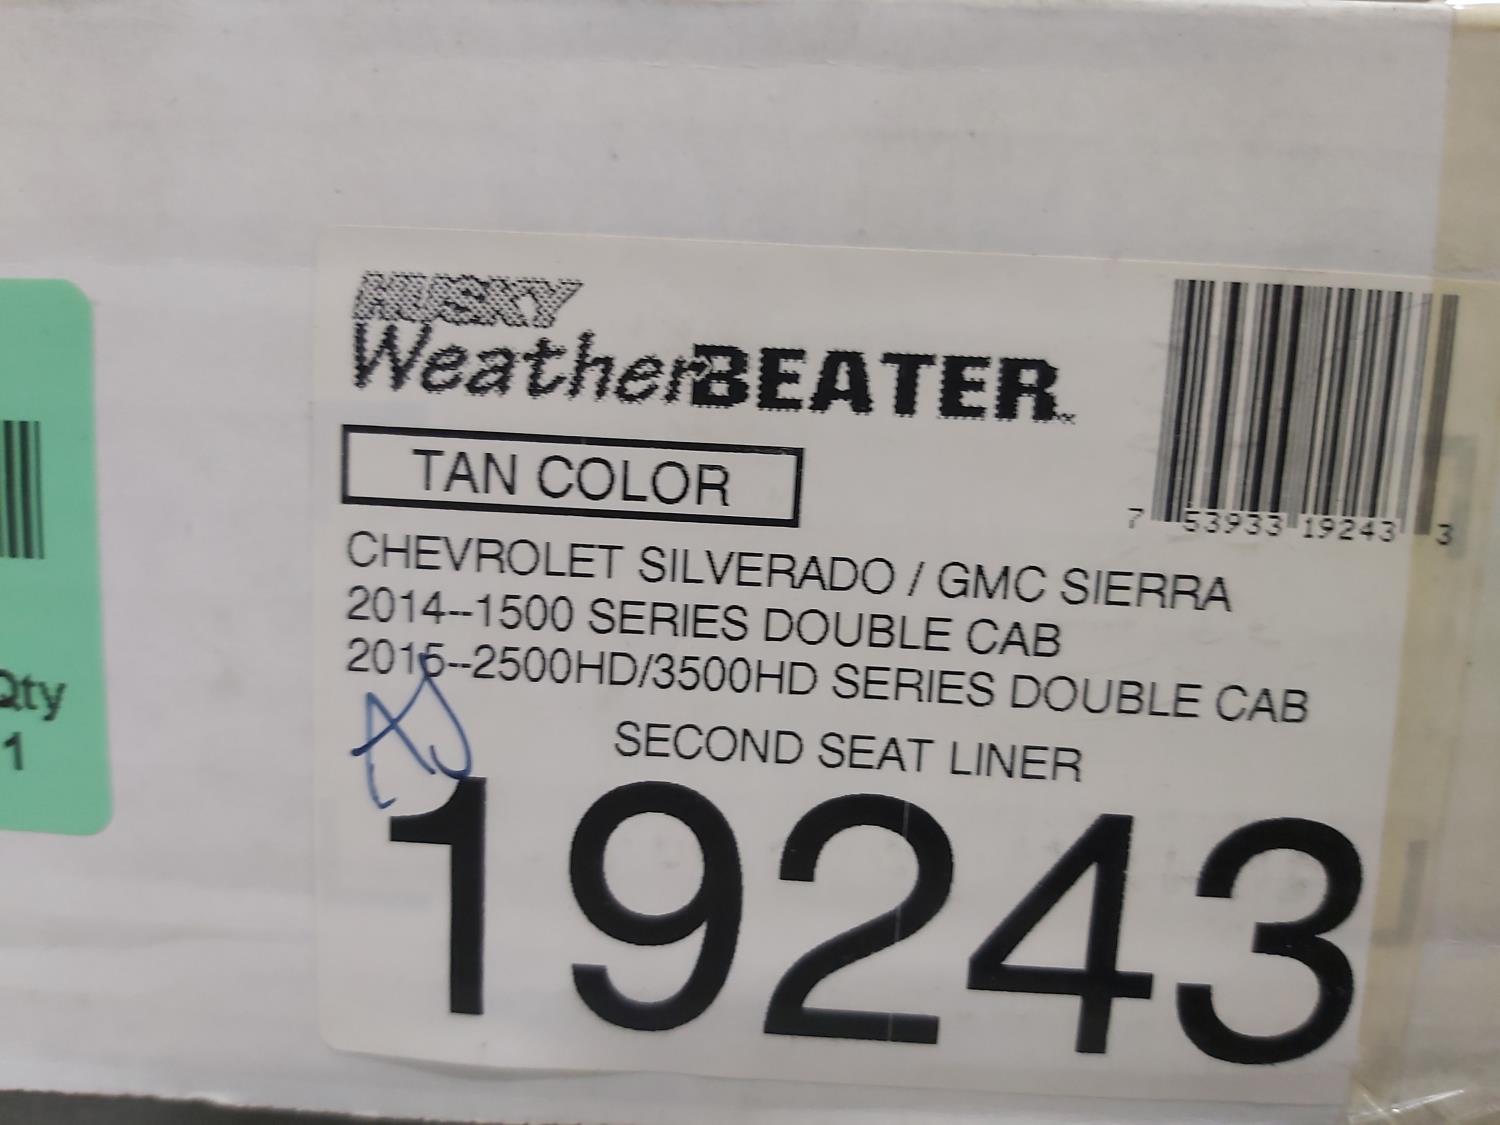 HUSKY
WeatherBEATER™
TAN COLOR
7 53933 19243 3
CHEVROLET SILVERADO / GMC SIERRA
2014--1500 SERIES DOUBLE CAB
2015--2500HD/3500HD SERIES DOUBLE CAB
SECOND SEAT LINER
19243
Qty
1